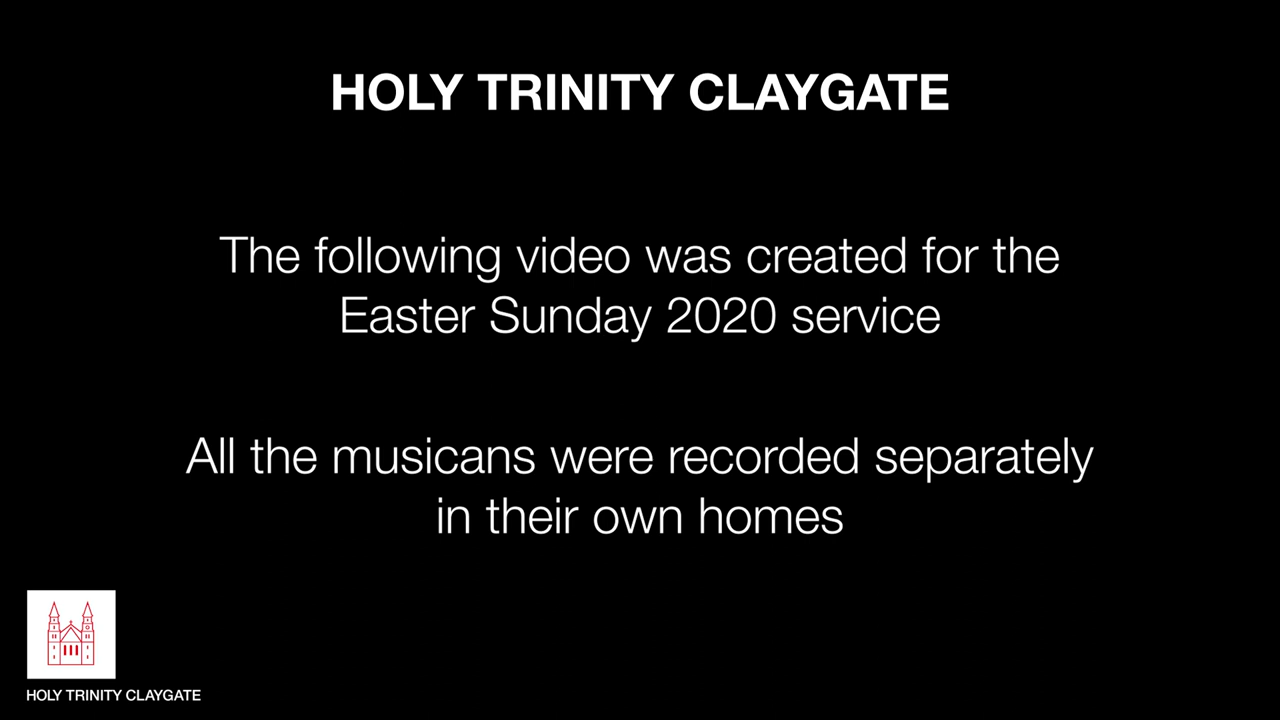 HOLY TRINITY CLAYGATE
The following video was created for the
Easter Sunday 2020 service
All the musicans were recorded separately
in their own homes
HOLY TRINITY CLAYGATE